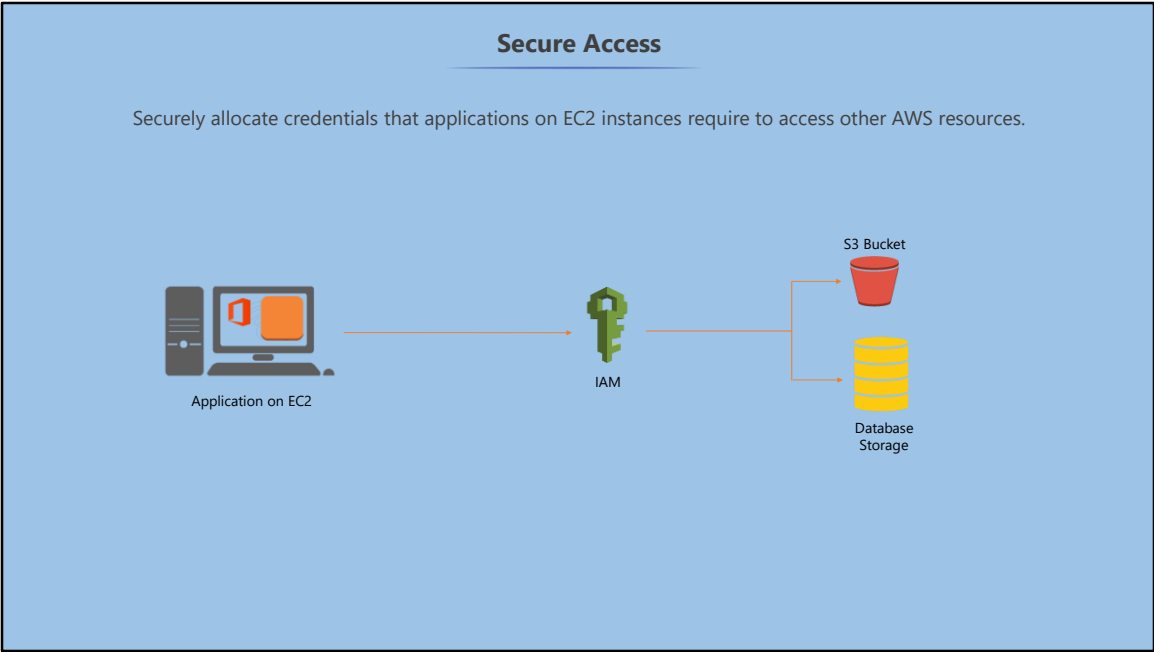 Secure Access
Securely allocate credentials that applications on EC2 instances require to access other AWS resources.
S3 Bucket
Application on EC2
IAM
Database
Storage